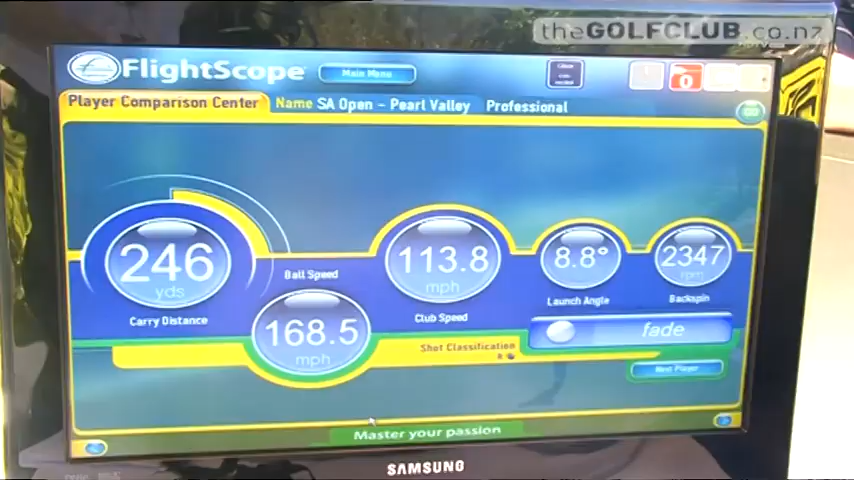 theGOLFCLUB.co.nz
FlightScope
Main Menu
0
Player Comparison Center
Name SA Open - Pearl Valley Professional
246
yds
Carry Distance
Ball Speed
168.5
mph
113.8
mph
Club Speed
8.8°
Launch Angle
2347
rpm
Backspin
Shot Classification
fade
Next Player
Master your passion
SAMSUNG